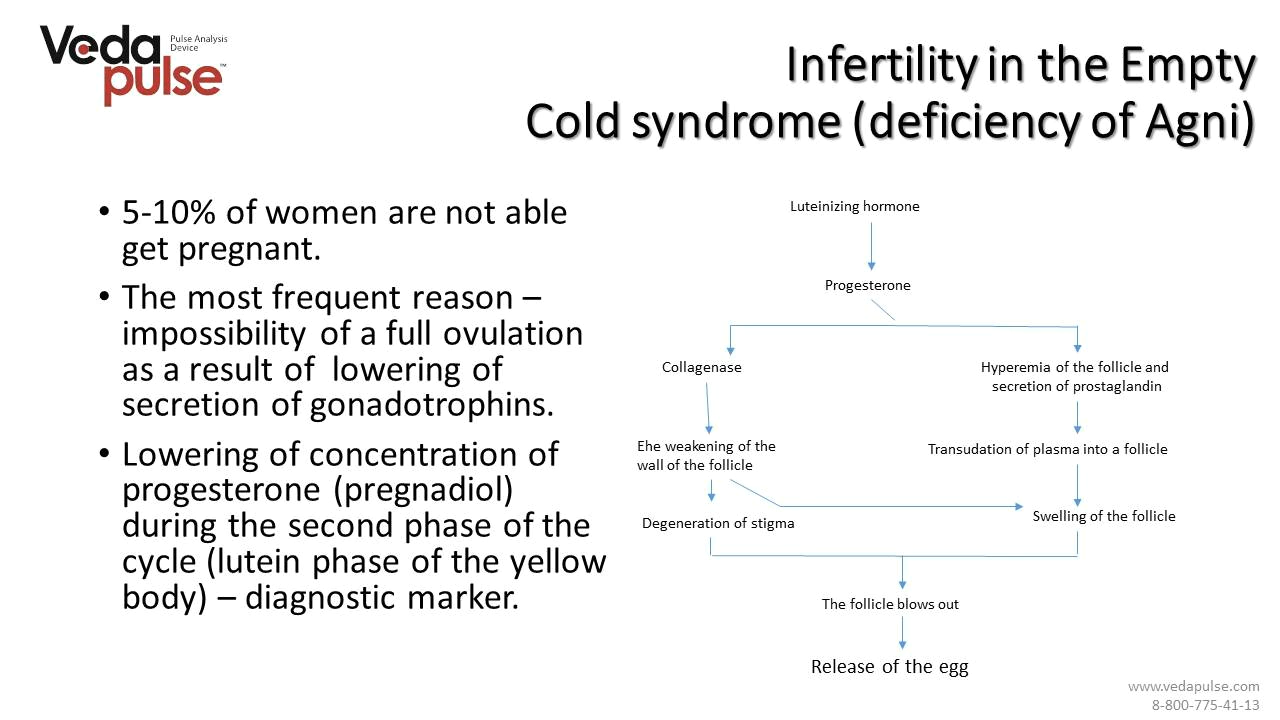 Veda
pulse™
Pulse Analysis
Device
Infertility in the Empty
Cold syndrome (deficiency of Agni)
• 5-10% of women are not able
get pregnant.
• The most frequent reason –
impossibility of a full ovulation
as a result of lowering of
secretion of gonadotrophins.
• Lowering of concentration of
progesterone (pregnadiol)
during the second phase of the
cycle (lutein phase of the yellow
body) – diagnostic marker.
Luteinizing hormone
Progesterone
Collagenase
Hyperemia of the follicle and
secretion of prostaglandin
Ehe weakening of the
wall of the follicle
Transudation of plasma into a follicle
Degeneration of stigma
Swelling of the follicle
The follicle blows out
Release of the egg
www.vedapulse.com
8-800-775-41-13